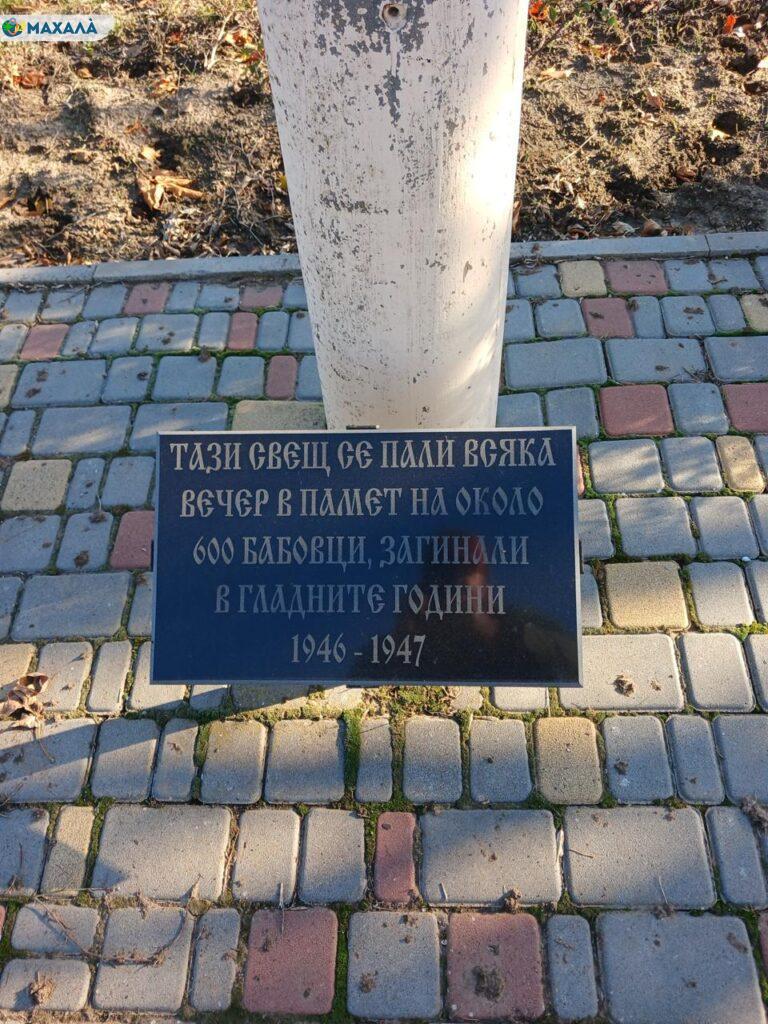 МАХАЛА̀
ТАЗИ СВЕЩ СЕ ПАЛИ ВСЯКА
ВЕЧЕР В ПАМЕТ НА ОКОЛО
600 БАБОВЦИ, ЗАГИНАЛИ
В ГЛАДНИТЕ ГОДИНИ
1946 - 1947